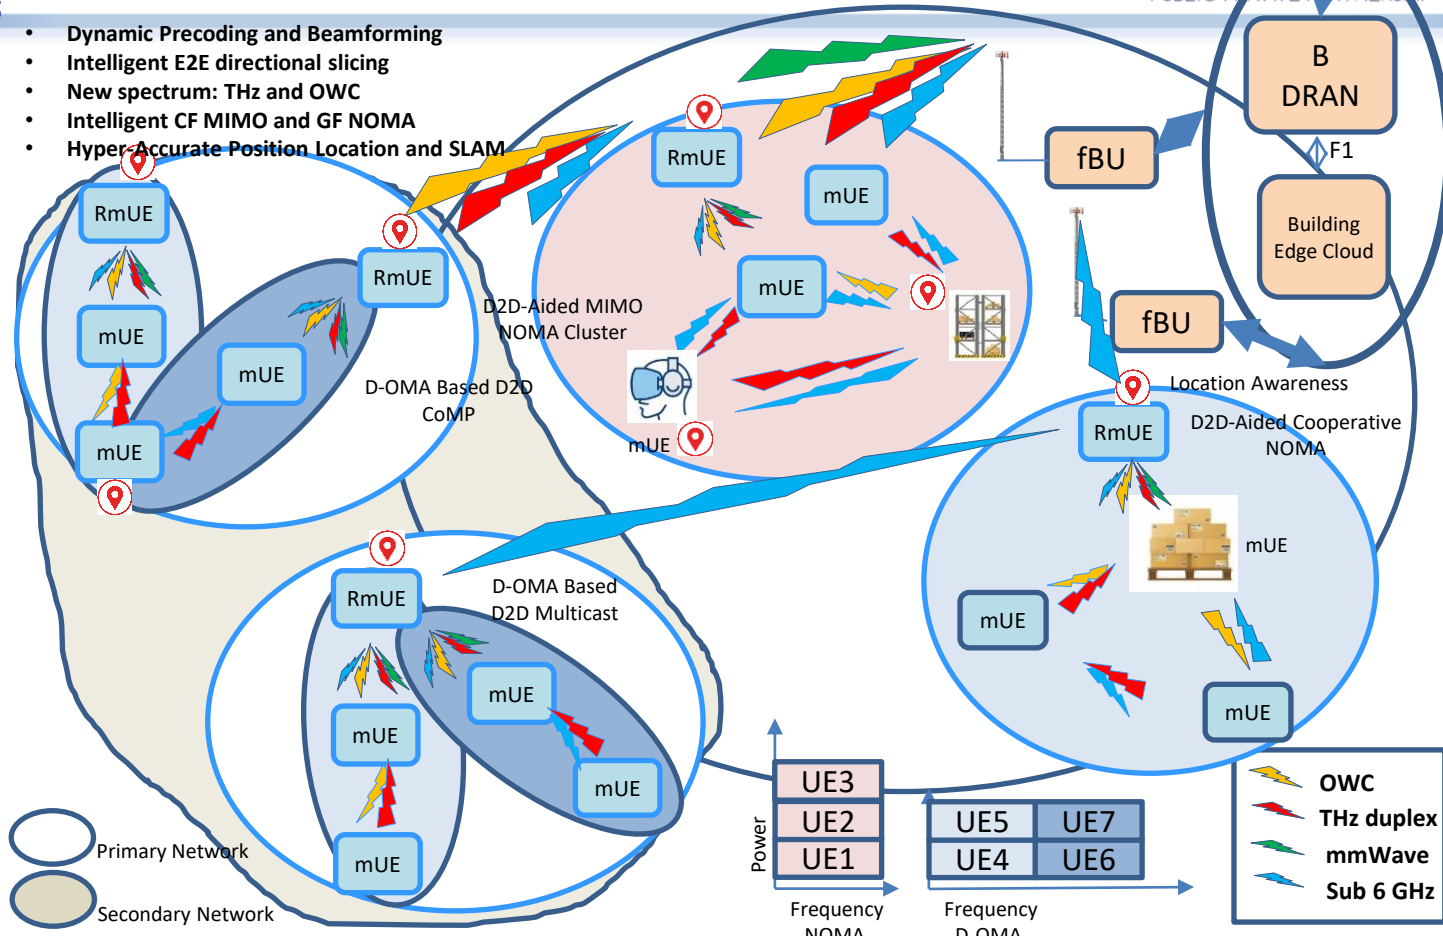 • Dynamic Precoding and Beamforming
• Intelligent E2E directional slicing
• New spectrum: THz and OWC
• Intelligent CF MIMO and GF NOMA
• Hyper-Accurate Position Location and SLAM
B
DRAN
F1
Building
Edge Cloud
fBU
fBU
RmUE
mUE
mUE
mUE
RmUE
D-OMA Based D2D
CoMP
RmUE
mUE
mUE
D2D-Aided MIMO
NOMA Cluster
mUE
Location Awareness
RmUE
D2D-Aided Cooperative
NOMA
mUE
mUE
mUE
RmUE
D-OMA Based
D2D Multicast
mUE
mUE
mUE
mUE
Primary Network
Secondary Network
Power
UE3
UE2
UE1
Frequency
NOMA
UE5 UE7
UE4 UE6
Frequency
D-OMA
OWC
THz duplex
mmWave
Sub 6 GHz